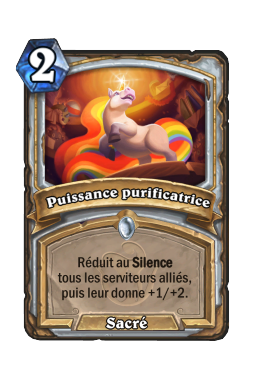 2
Puissance purificatrice
Réduit au Silence
tous les serviteurs alliés,
puis leur donne +1/+2.
Sacré